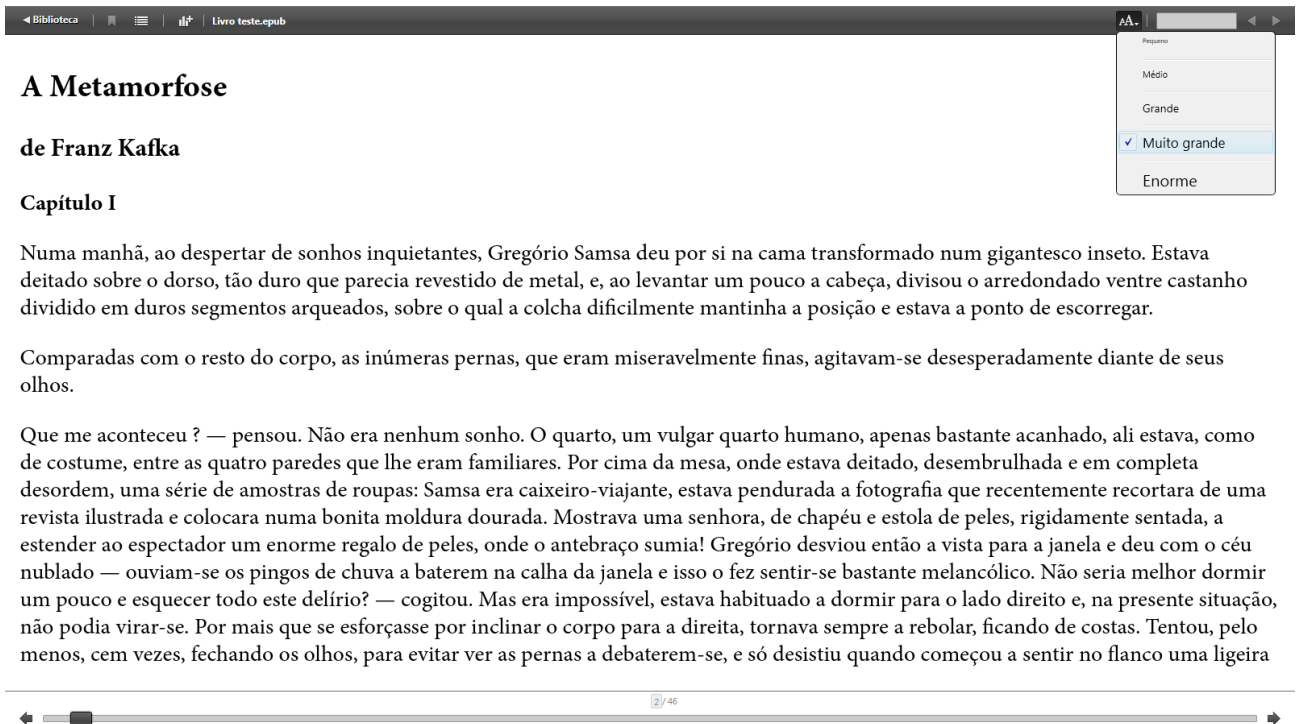 Biblioteca
Livro teste.epub
AA
Pequeno
Médio
Grande
Muito grande
Enorme
A Metamorfose
de Franz Kafka
Capítulo I
Numa manhã, ao despertar de sonhos inquietantes, Gregório Samsa deu por si na cama transformado num gigantesco inseto. Estava
deitado sobre o dorso, tão duro que parecia revestido de metal, e, ao levantar um pouco a cabeça, divisou o arredondado ventre castanho
dividido em duros segmentos arqueados, sobre o qual a colcha dificilmente mantinha a posição e estava a ponto de escorregar.
Comparadas com o resto do corpo, as inúmeras pernas, que eram miseravelmente finas, agitavam-se desesperadamente diante de seus
olhos.
Que me aconteceu ? — pensou. Não era nenhum sonho. O quarto, um vulgar quarto humano, apenas bastante acanhado, ali estava, como
de costume, entre as quatro paredes que lhe eram familiares. Por cima da mesa, onde estava deitado, desembrulhada e em completa
desordem, uma série de amostras de roupas: Samsa era caixeiro-viajante, estava pendurada a fotografia que recentemente recortara de uma
revista ilustrada e colocara numa bonita moldura dourada. Mostrava uma senhora, de chapéu e estola de peles, rigidamente sentada, a
estender ao espectador um enorme regalo de peles, onde o antebraço sumia! Gregório desviou então a vista para a janela e deu com o céu
nublado — ouviam-se os pingos de chuva a baterem na calha da janela e isso o fez sentir-se bastante melancólico. Não seria melhor dormir
um pouco e esquecer todo este delírio? — cogitou. Mas era impossível, estava habituado a dormir para o lado direito e, na presente situação,
não podia virar-se. Por mais que se esforçasse por inclinar o corpo para a direita, tornava sempre a rebolar, ficando de costas. Tentou, pelo
menos, cem vezes, fechando os olhos, para evitar ver as pernas a debaterem-se, e só desistiu quando começou a sentir no flanco uma ligeira
2 / 46